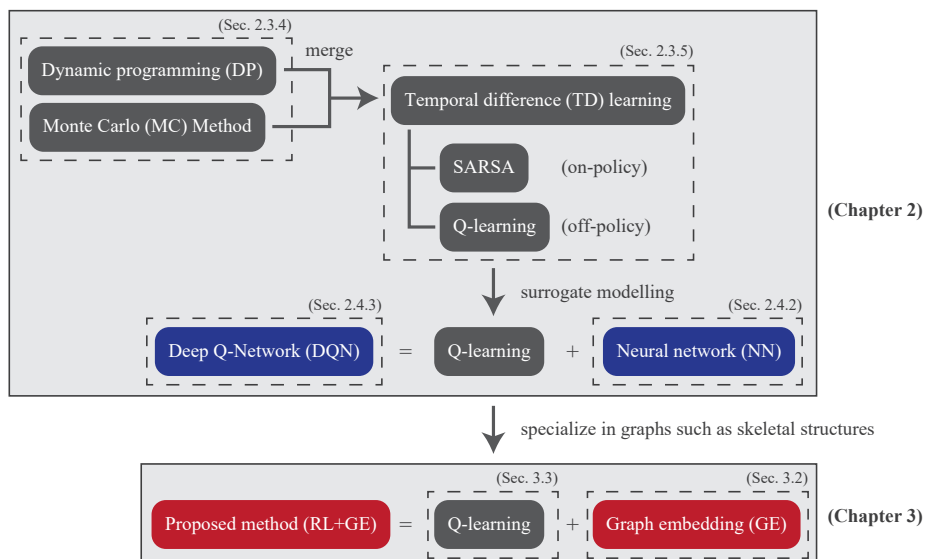 (Sec. 2.3.4)
Dynamic programming (DP)
merge
Monte Carlo (MC) Method
(Sec. 2.3.5)
Temporal difference (TD) learning
SARSA (on-policy)
Q-learning (off-policy)
(Chapter 2)
surrogate modelling
(Sec. 2.4.3)
(Sec. 2.4.2)
Deep Q-Network (DQN) = Q-learning + Neural network (NN)
specialize in graphs such as skeletal structures
(Sec. 3.3)
(Sec. 3.2)
Proposed method (RL+GE) = Q-learning + Graph embedding (GE)
(Chapter 3)